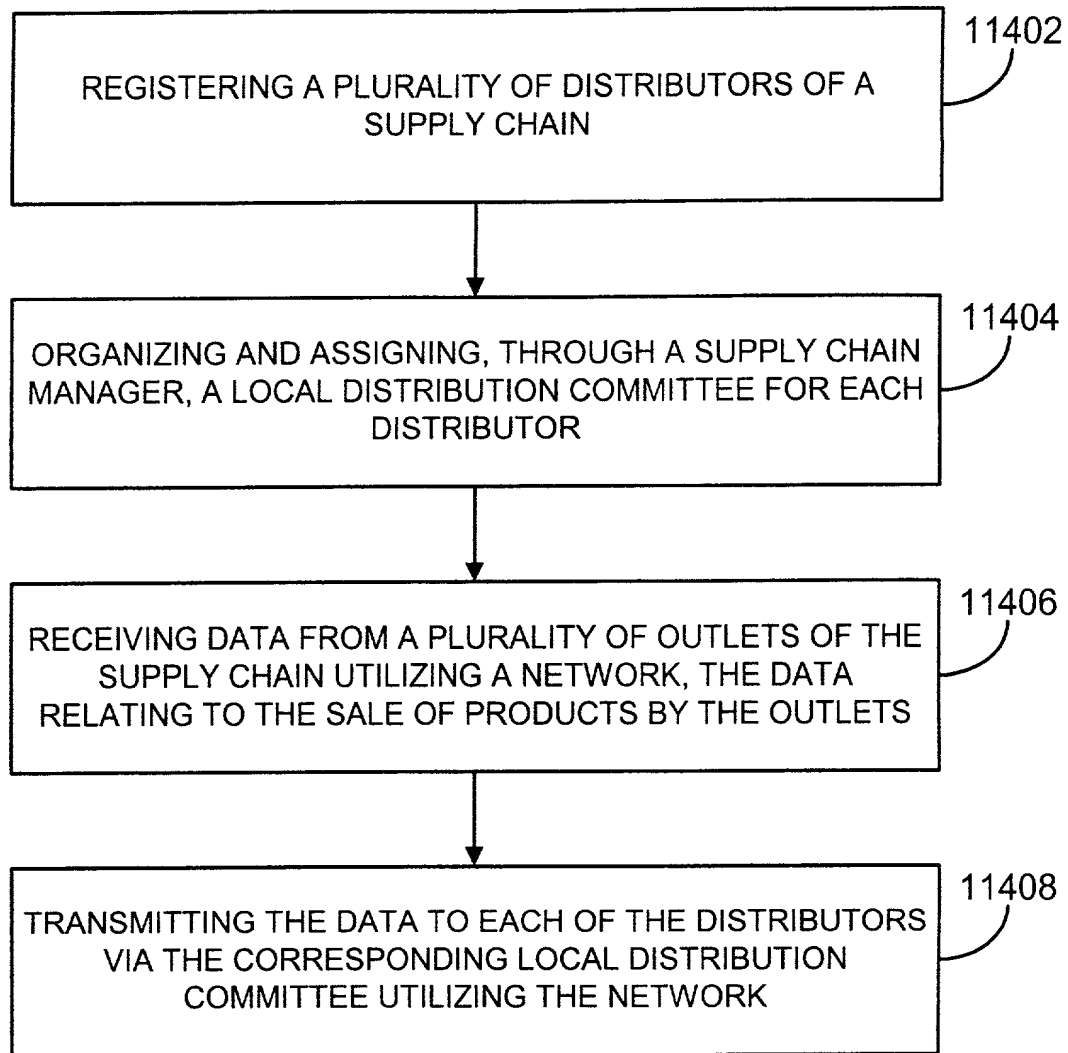 11402
REGISTERING A PLURALITY OF DISTRIBUTORS OF A
SUPPLY CHAIN
11404
ORGANIZING AND ASSIGNING, THROUGH A SUPPLY CHAIN
MANAGER, A LOCAL DISTRIBUTION COMMITTEE FOR EACH
DISTRIBUTOR
11406
RECEIVING DATA FROM A PLURALITY OF OUTLETS OF THE
SUPPLY CHAIN UTILIZING A NETWORK, THE DATA
RELATING TO THE SALE OF PRODUCTS BY THE OUTLETS
11408
TRANSMITTING THE DATA TO EACH OF THE DISTRIBUTORS
VIA THE CORRESPONDING LOCAL DISTRIBUTION
COMMITTEE UTILIZING THE NETWORK